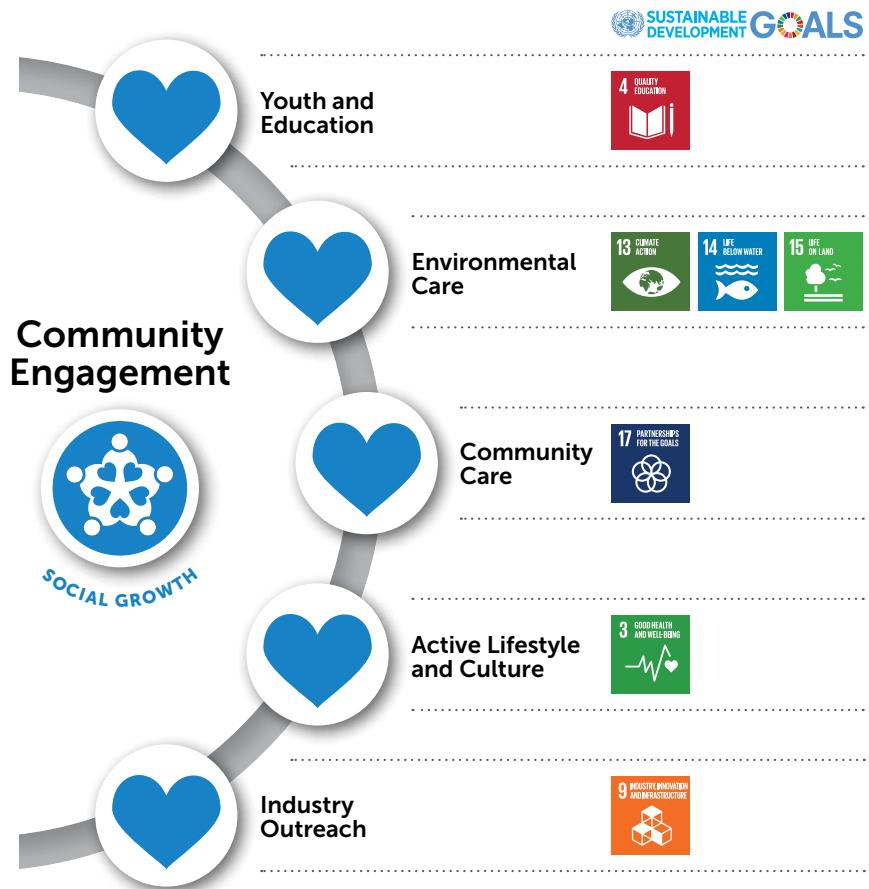 SUSTAINABLE
DEVELOPMENT GOALS
Youth and
Education
4 QUALITY
EDUCATION
Environmental
Care
13 CLIMATE
ACTION
14 LIFE
BELOW WATER
15 LIFE
ON LAND
Community
Engagement
SOCIAL GROWTH
Community
Care
17 PARTNERSHIPS
FOR THE GOALS
Active Lifestyle
and Culture
3 GOOD HEALTH
AND WELL-BEING
Industry
Outreach
9 INDUSTRY, INNOVATION
AND INFRASTRUCTURE